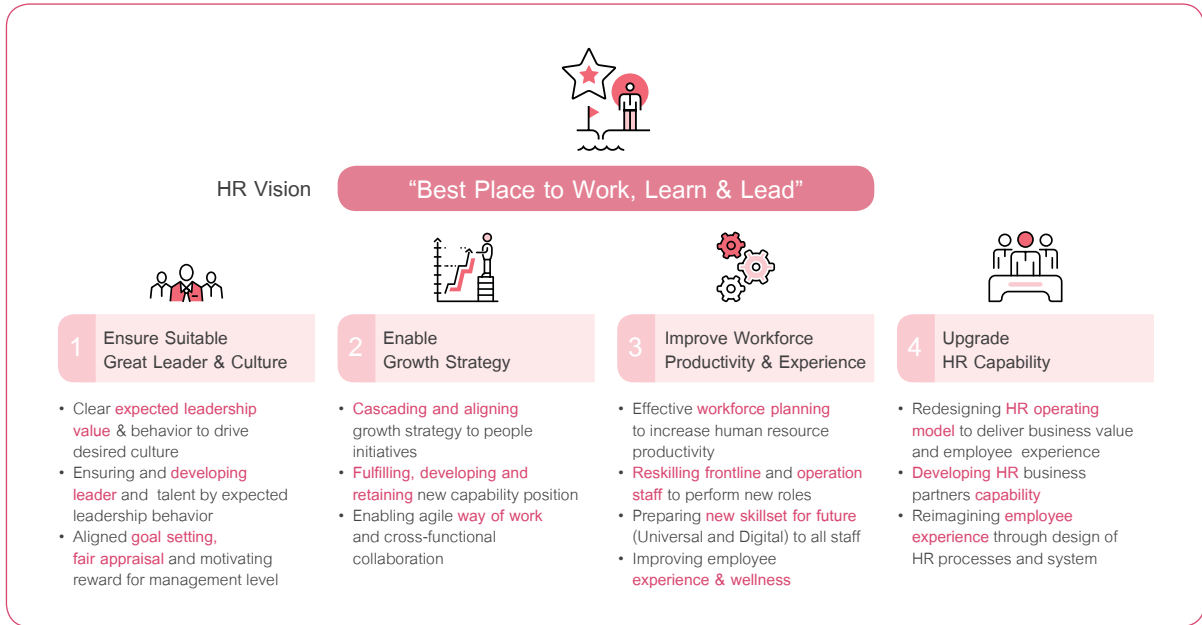 HR Vision
“Best Place to Work, Learn & Lead”
1
Ensure Suitable
Great Leader & Culture
• Clear expected leadership
value & behavior to drive
desired culture
• Ensuring and developing
leader and talent by expected
leadership behavior
• Aligned goal setting,
fair appraisal and motivating
reward for management level
2
Enable
Growth Strategy
• Cascading and aligning
growth strategy to people
initiatives
• Fulfilling, developing and
retaining new capability position
• Enabling agile way of work
and cross-functional
collaboration
3
Improve Workforce
Productivity & Experience
• Effective workforce planning
to increase human resource
productivity
• Reskilling frontline and operation
staff to perform new roles
• Preparing new skillset for future
(Universal and Digital) to all staff
• Improving employee
experience & wellness
4
Upgrade
HR Capability
• Redesigning HR operating
model to deliver business value
and employee experience
• Developing HR business
partners capability
• Reimagining employee
experience through design of
HR processes and system